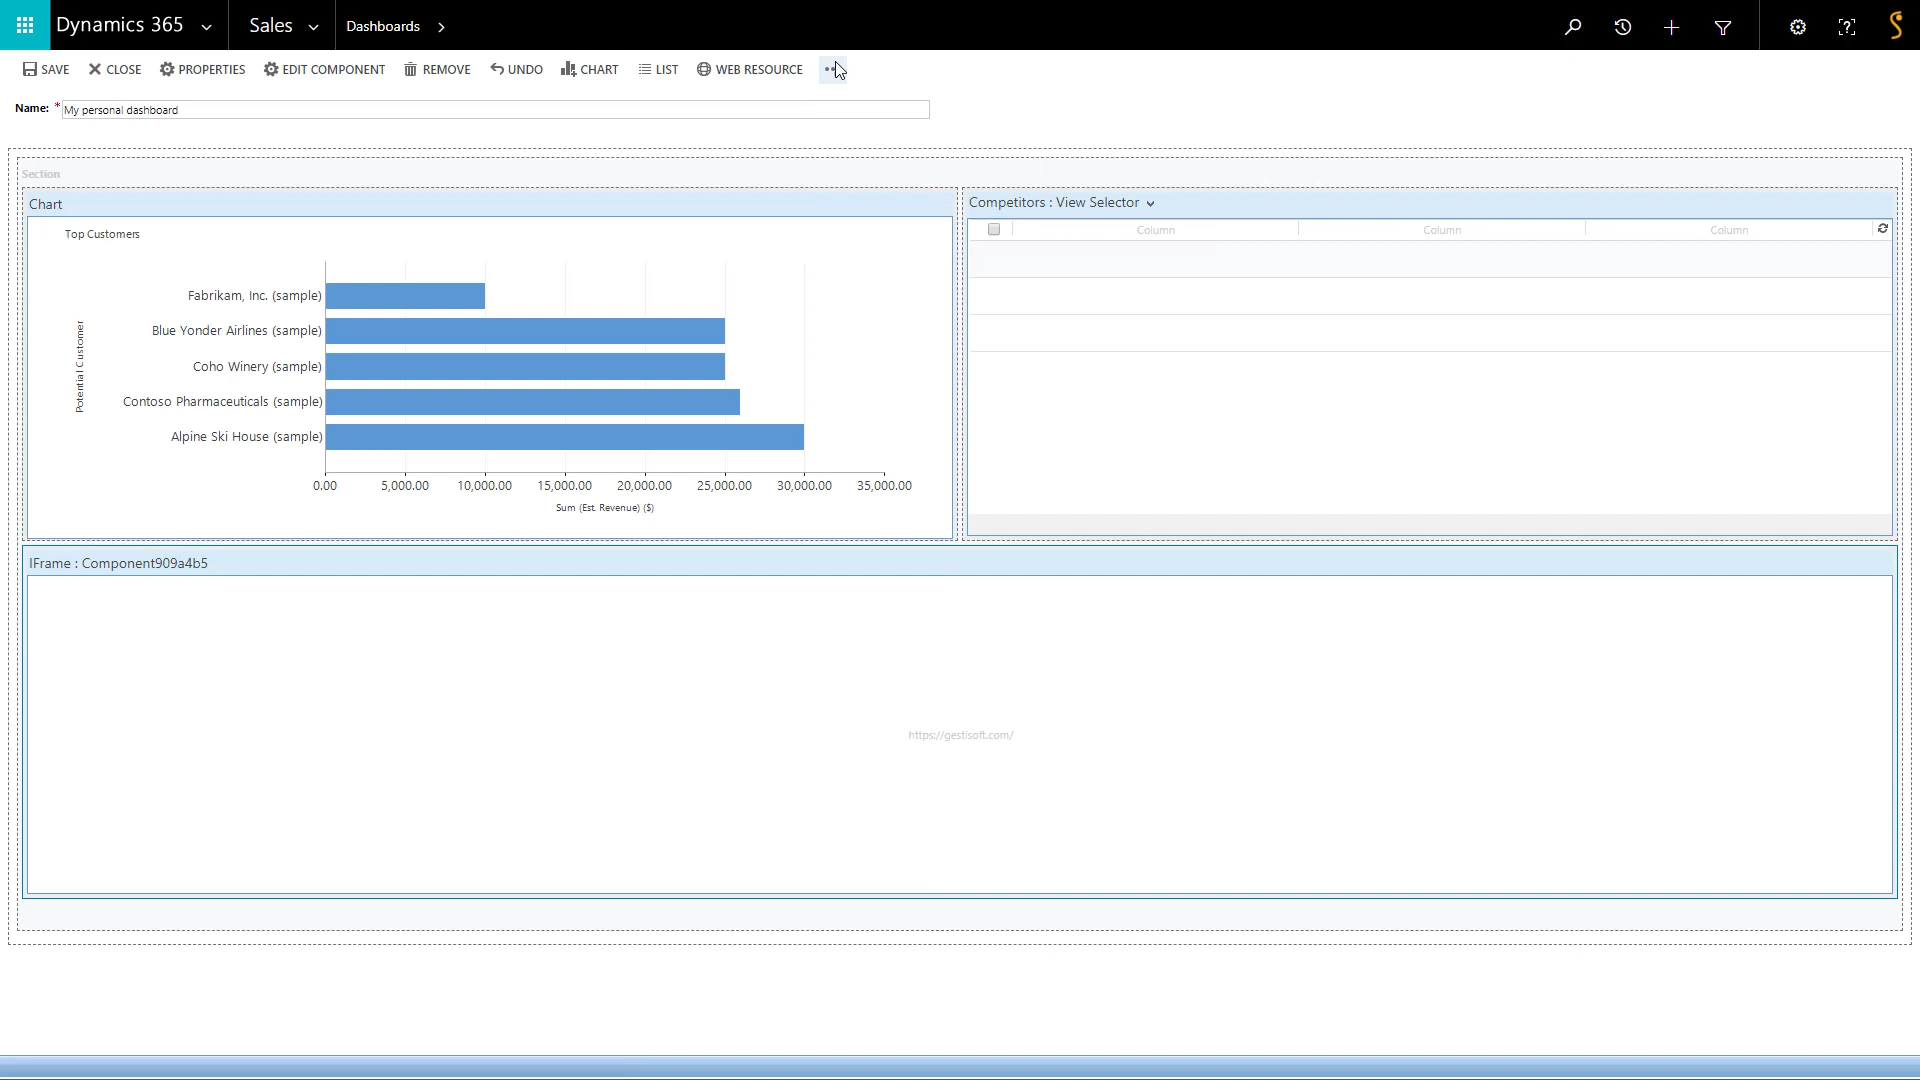 Dynamics 365 Sales Dashboards
SAVE CLOSE PROPERTIES EDIT COMPONENT REMOVE UNDO CHART LIST WEB RESOURCE
Name: * My personal dashboard
Section
Chart
Top Customers
Potential Customer
Fabrikam, Inc. (sample)
Blue Yonder Airlines (sample)
Coho Winery (sample)
Contoso Pharmaceuticals (sample)
Alpine Ski House (sample)
0.00 5,000.00 10,000.00 15,000.00 20,000.00 25,000.00 30,000.00 35,000.00
Sum (Est. Revenue) ($)
Competitors : View Selector
Column Column Column
IFrame : Component909a4b5
https://gestisoft.com/